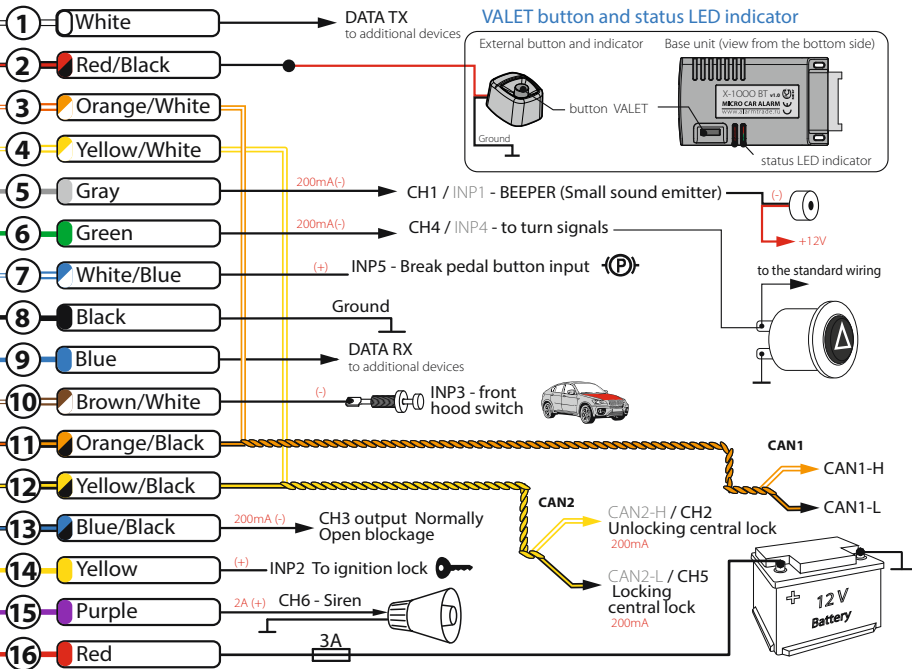 VALET button and status LED indicator
External button and indicator
Base unit (view from the bottom side)
X-1000 BT v1.0
MICRO CAR ALARM
www.alarmtrade.ru
button VALET
Ground
status LED indicator
1 White
DATA TX
to additional devices
2 Red/Black
3 Orange/White
4 Yellow/White
5 Gray
200mA(-)
CH1 / INP1 - BEEPER (Small sound emitter)
(-)
+12V
6 Green
200mA(-)
CH4 / INP4 - to turn signals
7 White/Blue
(+)
INP5 - Break pedal button input
(P)
to the standard wiring
8 Black
Ground
9 Blue
DATA RX
to additional devices
10 Brown/White
(-)
INP3 - front
hood switch
11 Orange/Black
CAN1
CAN1-H
CAN1-L
12 Yellow/Black
CAN2
CAN2-H / CH2
Unlocking central lock
200mA
CAN2-L / CH5
Locking
central lock
200mA
13 Blue/Black
200mA (-)
CH3 output Normally
Open blockage
14 Yellow
(+)
INP2 To ignition lock
15 Purple
2A (+)
CH6 - Siren
16 Red
3A
+
12 V
Battery